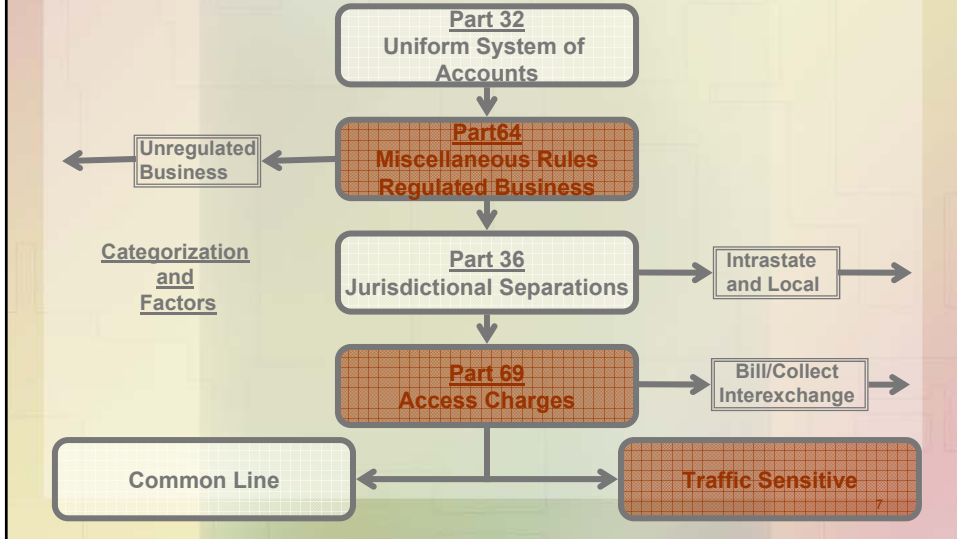 Part 32
Uniform System of
Accounts
Part64
Miscellaneous Rules
Regulated Business
Unregulated
Business
Categorization
and
Factors
Part 36
Jurisdictional Separations
Intrastate
and Local
Part 69
Access Charges
Bill/Collect
Interexchange
Common Line
Traffic Sensitive
7